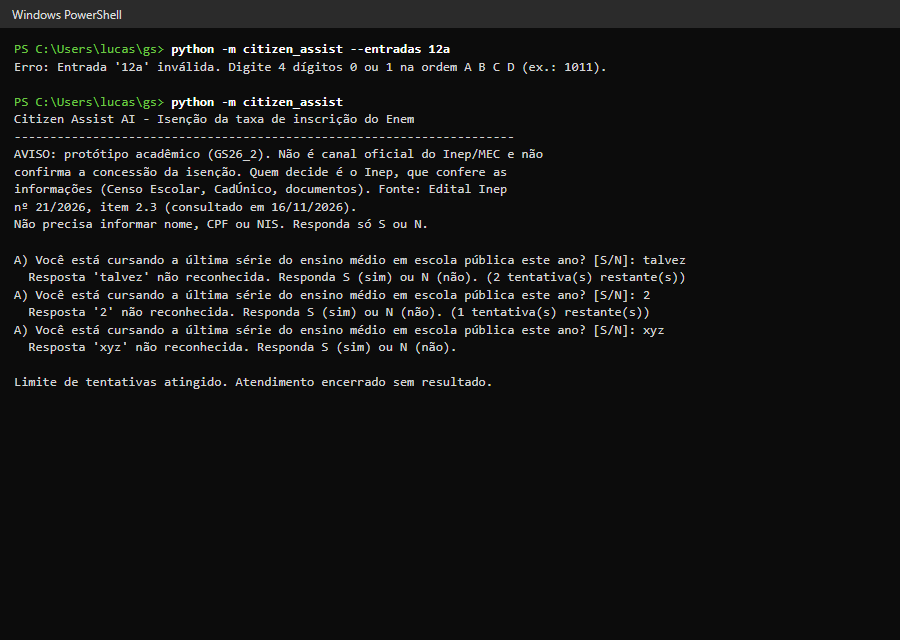 Windows PowerShell
PS C:\Users\lucas\gs> python -m citizen_assist --entradas 12a
Erro: Entrada '12a' inválida. Digite 4 dígitos 0 ou 1 na ordem A B C D (ex.: 1011).
PS C:\Users\lucas\gs> python -m citizen_assist
Citizen Assist AI - Isenção da taxa de inscrição do Enem
----------------------------------------------------------------------
AVISO: protótipo acadêmico (GS26_2). Não é canal oficial do Inep/MEC e não
confirma a concessão da isenção. Quem decide é o Inep, que confere as
informações (Censo Escolar, CadÚnico, documentos). Fonte: Edital Inep
nº 21/2026, item 2.3 (consultado em 16/11/2026).
Não precisa informar nome, CPF ou NIS. Responda só S ou N.
A) Você está cursando a última série do ensino médio em escola pública este ano? [S/N]: talvez
Resposta 'talvez' não reconhecida. Responda S (sim) ou N (não). (2 tentativa(s) restante(s))
A) Você está cursando a última série do ensino médio em escola pública este ano? [S/N]: 2
Resposta '2' não reconhecida. Responda S (sim) ou N (não). (1 tentativa(s) restante(s))
A) Você está cursando a última série do ensino médio em escola pública este ano? [S/N]: xyz
Resposta 'xyz' não reconhecida. Responda S (sim) ou N (não).
Limite de tentativas atingido. Atendimento encerrado sem resultado.